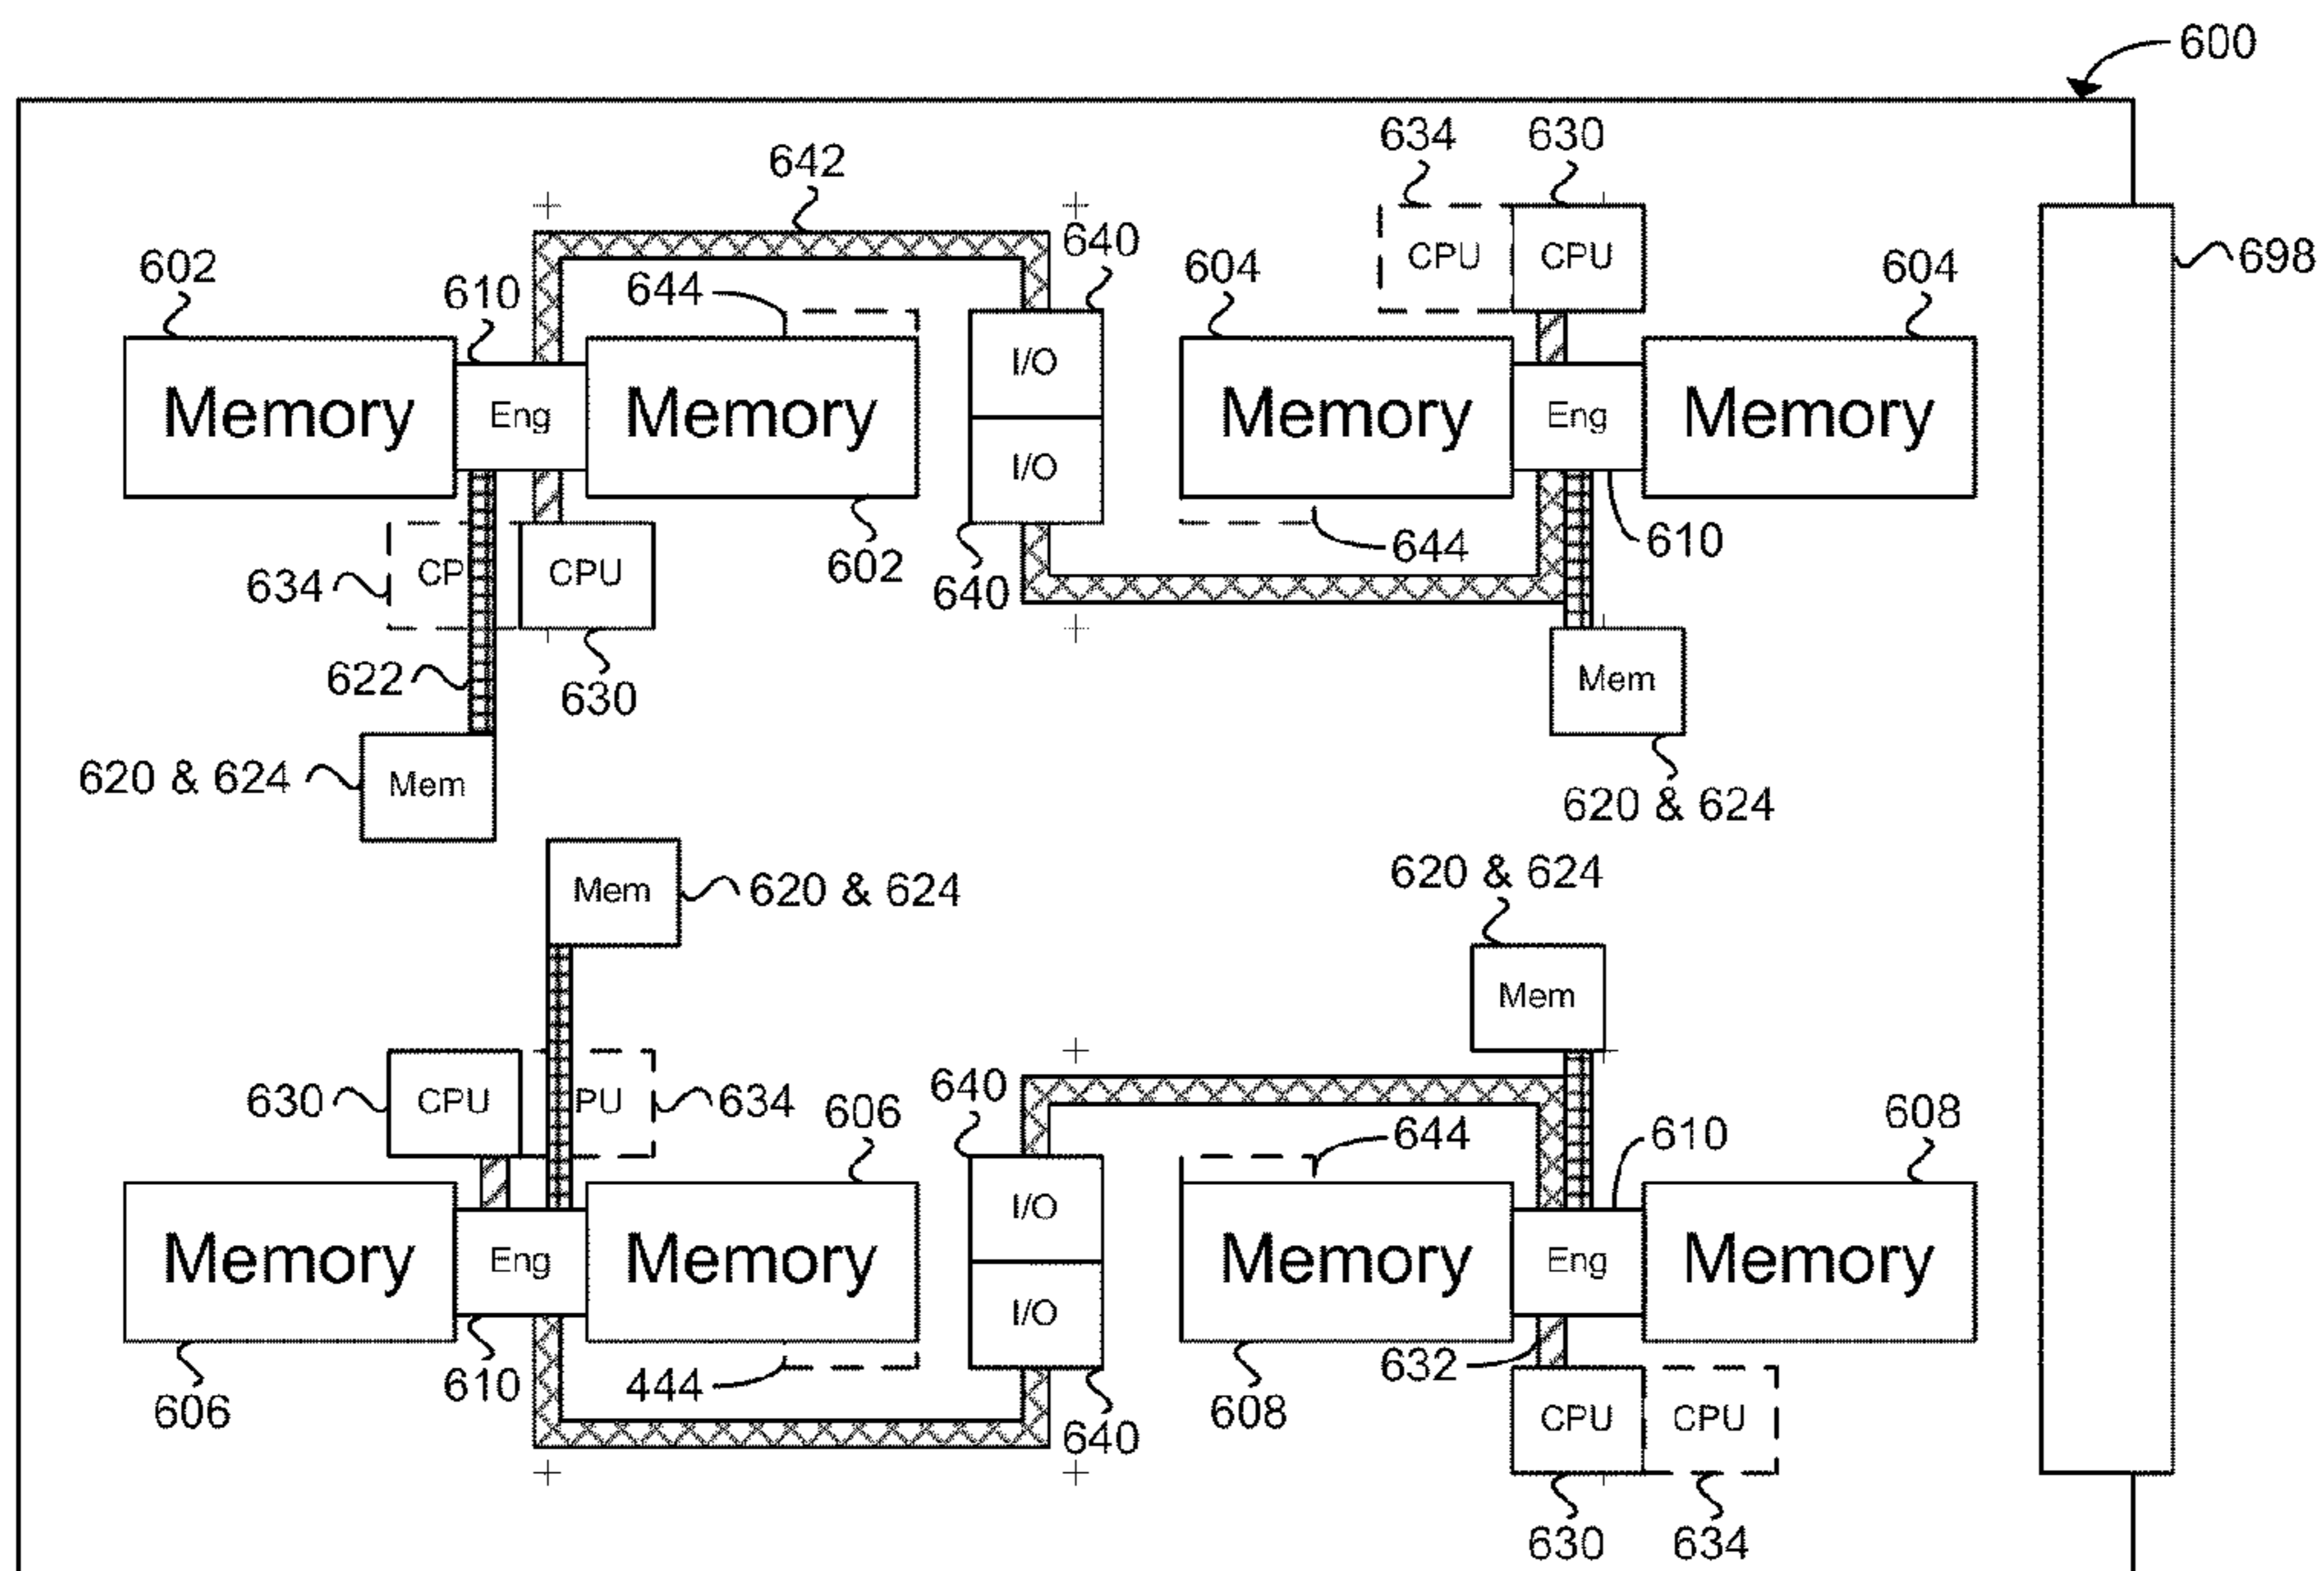 600
634 630
642
640
698
602 610 644 604 604
I/O
Memory Eng Memory Memory Eng Memory
I/O
602 640 644 610
634 CP CPU
622 630 Mem
620 & 624 Mem
620 & 624
620 & 624
Mem 620 & 624
Mem
630 CPU PU 634 606 640 644 610 608
I/O
Memory Eng Memory Memory Eng Memory
I/O
632
606 610 444 640 608 CPU CPU
630 634
CPU CPU